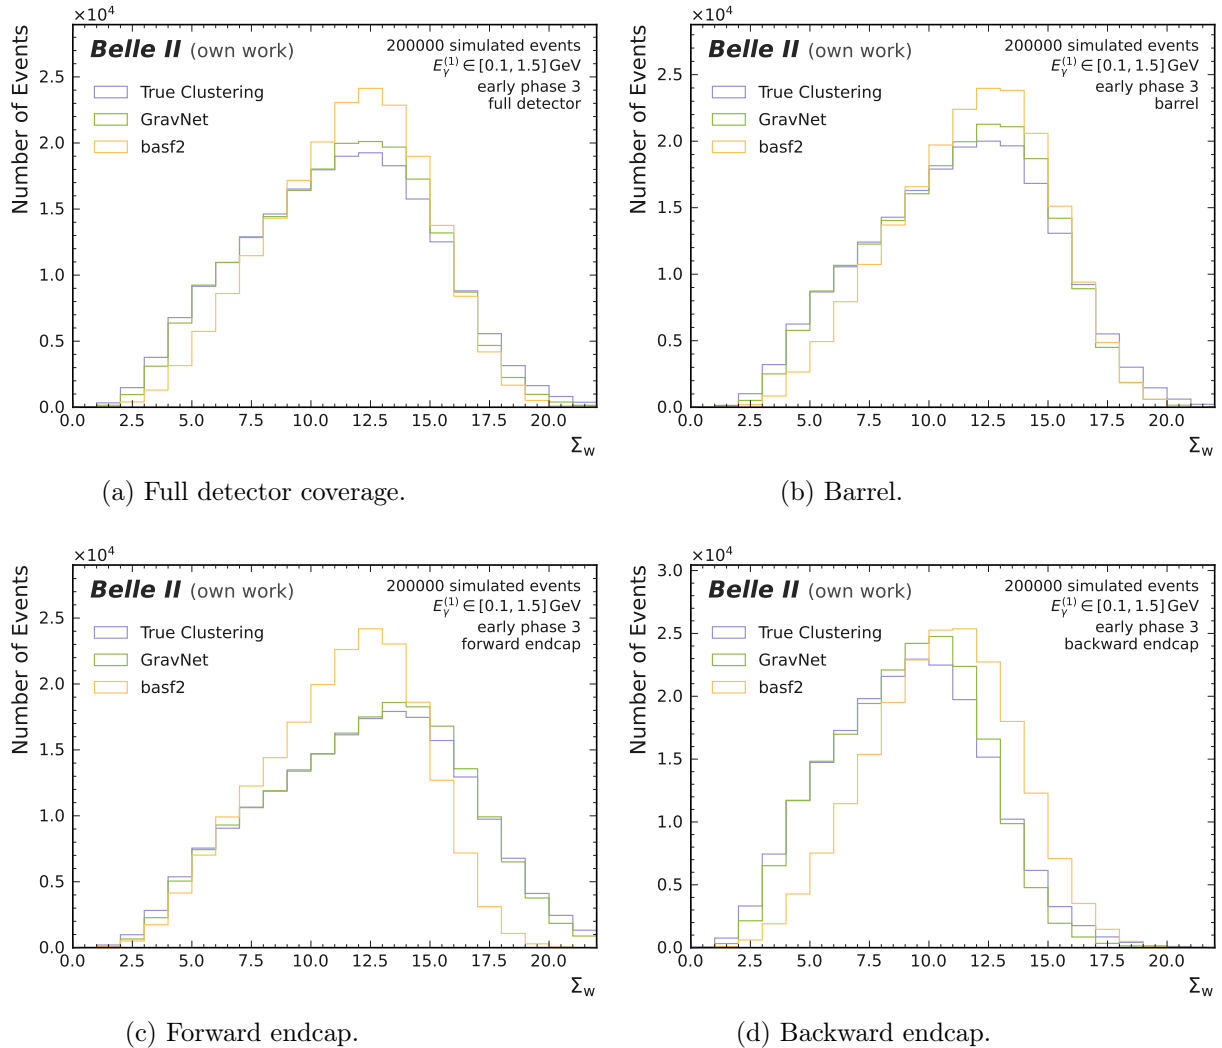 ×10⁴
Number of Events
Belle II (own work)
200000 simulated events
E_γ^(1) ∈ [0.1, 1.5] GeV
early phase 3
full detector
True Clustering
GravNet
basf2
2.5
2.0
1.5
1.0
0.5
0.0
0.0 2.5 5.0 7.5 10.0 12.5 15.0 17.5 20.0
Σ_w
(a) Full detector coverage.
×10⁴
Number of Events
Belle II (own work)
200000 simulated events
E_γ^(1) ∈ [0.1, 1.5] GeV
early phase 3
barrel
True Clustering
GravNet
basf2
2.5
2.0
1.5
1.0
0.5
0.0
0.0 2.5 5.0 7.5 10.0 12.5 15.0 17.5 20.0
Σ_w
(b) Barrel.
×10⁴
Number of Events
Belle II (own work)
200000 simulated events
E_γ^(1) ∈ [0.1, 1.5] GeV
early phase 3
forward endcap
True Clustering
GravNet
basf2
2.5
2.0
1.5
1.0
0.5
0.0
0.0 2.5 5.0 7.5 10.0 12.5 15.0 17.5 20.0
Σ_w
(c) Forward endcap.
×10⁴
Number of Events
Belle II (own work)
200000 simulated events
E_γ^(1) ∈ [0.1, 1.5] GeV
early phase 3
backward endcap
True Clustering
GravNet
basf2
3.0
2.5
2.0
1.5
1.0
0.5
0.0
0.0 2.5 5.0 7.5 10.0 12.5 15.0 17.5 20.0
Σ_w
(d) Backward endcap.